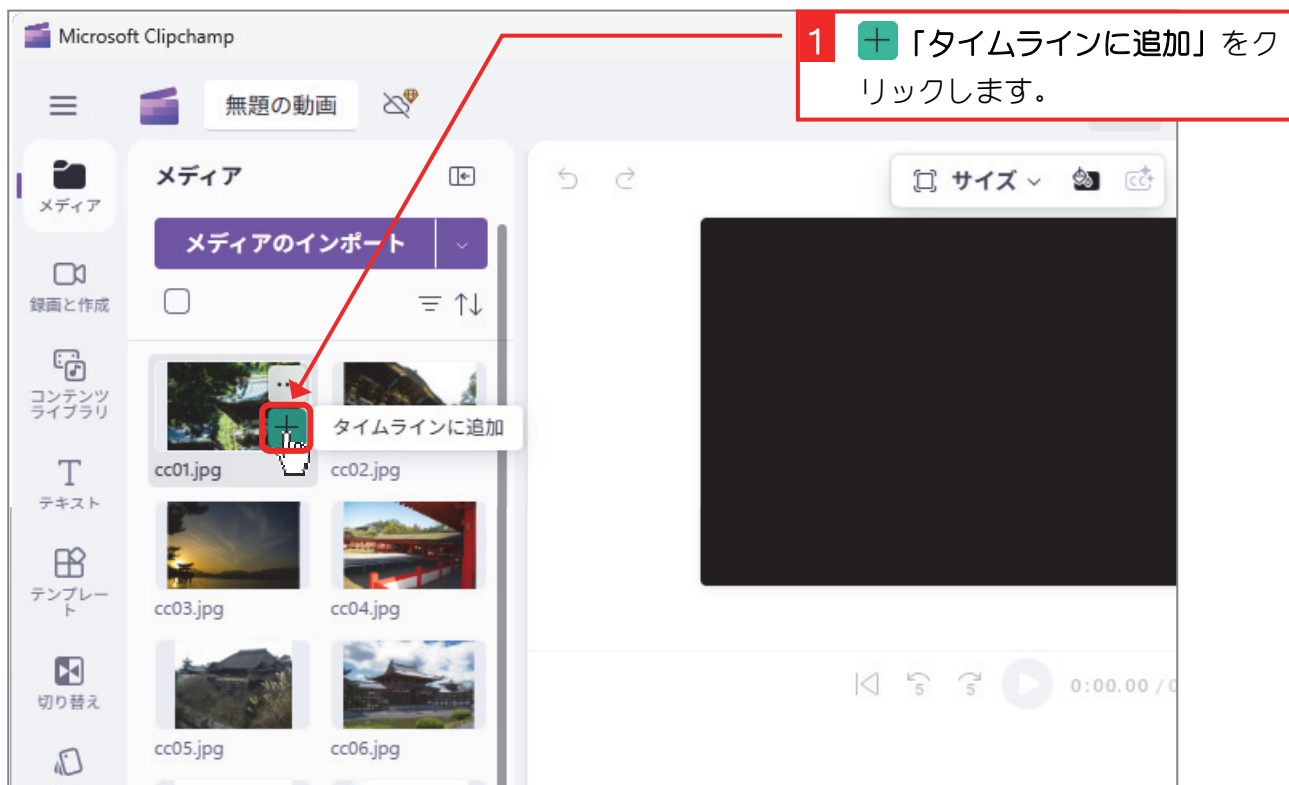 Microsoft Clipchamp
1
「タイムラインに追加」をク
リックします。
無題の動画
メディア
メディア
サイズ
メディアのインポート
録画と作成
コンテンツ
ライブラリ
タイムラインに追加
cc01.jpg
cc02.jpg
テキスト
cc03.jpg
cc04.jpg
テンプレー
ト
切り替え
5
5
0:00.00 / 0
cc05.jpg
cc06.jpg